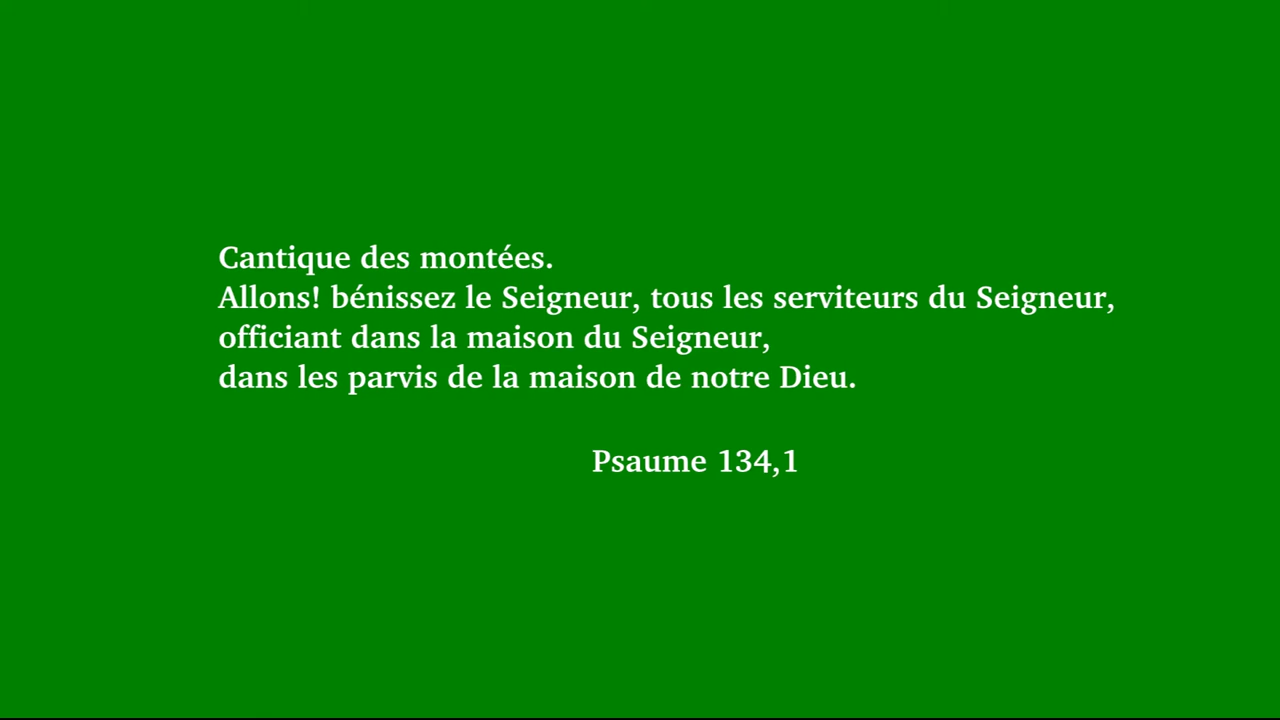 Cantique des montées.
Allons! bénissez le Seigneur, tous les serviteurs du Seigneur,
officiant dans la maison du Seigneur,
dans les parvis de la maison de notre Dieu.
Psaume 134,1